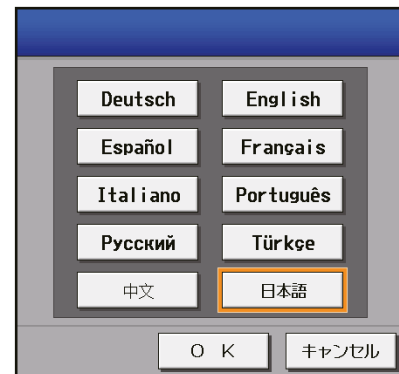 Deutsch English
Español Français
Italiano Português
Русский Türkçe
中文 日本語
O K キャンセル